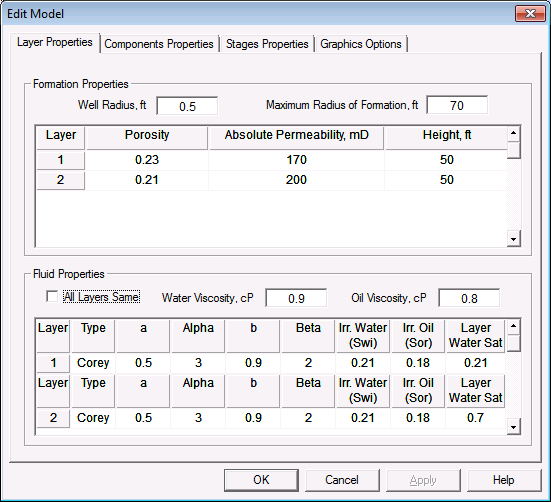 Edit Model
Layer Properties Components Properties Stages Properties Graphics Options
Formation Properties
Well Radius, ft 0.5 Maximum Radius of Formation, ft 70
Layer Porosity Absolute Permeability, mD Height, ft
1 0.23 170 50
2 0.21 200 50
Fluid Properties
All Layers Same Water Viscosity, cP 0.9 Oil Viscosity, cP 0.8
Layer Type a Alpha b Beta Irr. Water Irr. Oil Layer
(Swi) (Sor) Water Sat
1 Corey 0.5 3 0.9 2 0.21 0.18 0.21
Layer Type a Alpha b Beta Irr. Water Irr. Oil Layer
(Swi) (Sor) Water Sat
2 Corey 0.5 3 0.9 2 0.21 0.18 0.7
OK Cancel Apply Help